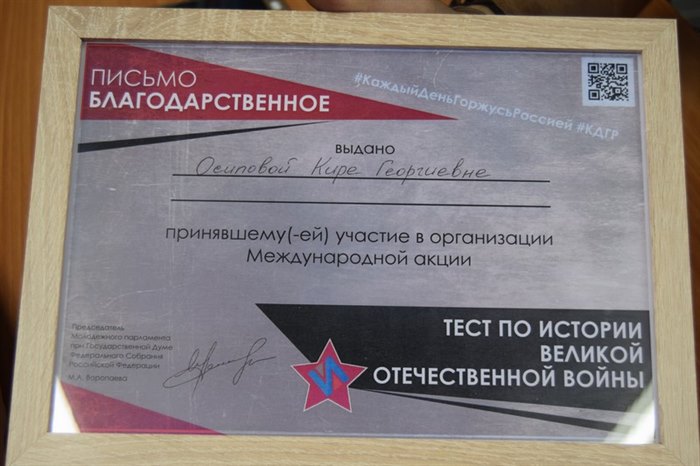 ПИСЬМО
БЛАГОДАРСТВЕННОЕ
#КаждыйДеньГоржусьРоссией #КДГР
выдано
Осиповой Кире Георгиевне
принявшему(-ей) участие в организации
Международной акции
ТЕСТ ПО ИСТОРИИ
ВЕЛИКОЙ
ОТЕЧЕСТВЕННОЙ ВОЙНЫ
Председатель
Молодежного парламента
при Государственной Думе
Федерального Собрания
Российской Федерации
М.А. Воропаева